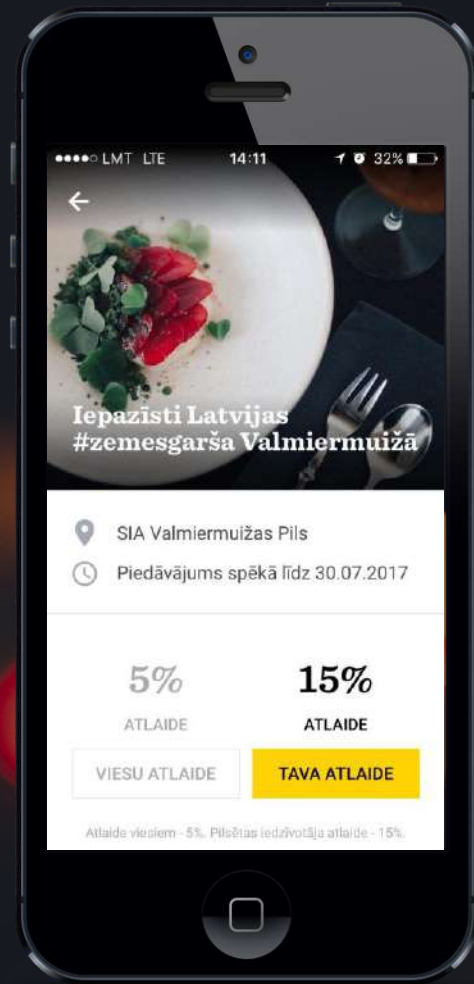 LMT LTE 14:11 32%
Iepazīsti Latvijas
#zemesgarša Valmiermuižā
SIA Valmiermuižas Pils
Piedāvājums spēkā līdz 30.07.2017
5% 15%
ATLAIDE ATLAIDE
VIESU ATLAIDE TAVA ATLAIDE
Atlaide viesiem - 5%. Pilsētas iedzīvotāja atlaide - 15%.